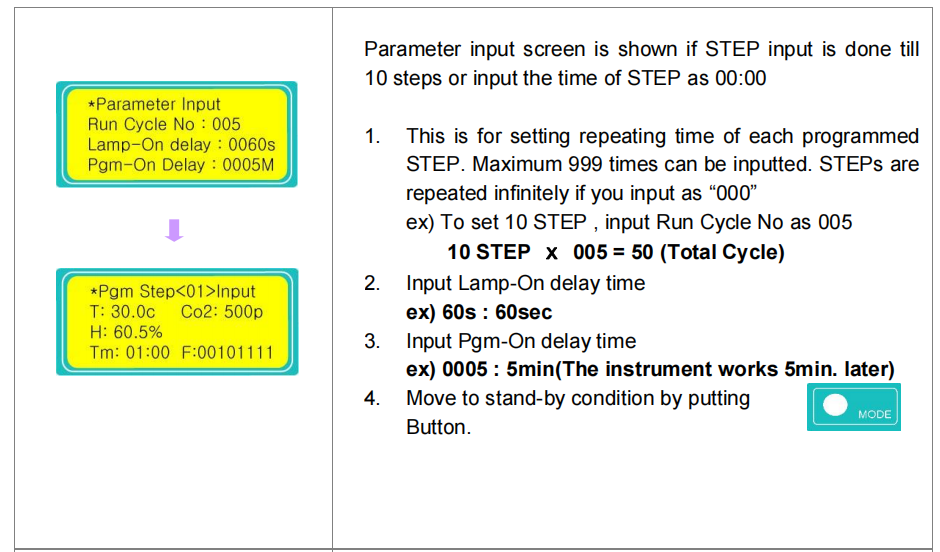 *Parameter Input
Run Cycle No : 005
Lamp-On delay : 0060s
Pgm-On Delay : 0005M
*Pgm Step<01>Input
T: 30.0c Co2: 500p
H: 60.5%
Tm: 01:00 F:00101111
Parameter input screen is shown if STEP input is done till
10 steps or input the time of STEP as 00:00
1. This is for setting repeating time of each programmed
STEP. Maximum 999 times can be inputted. STEPs are
repeated infinitely if you input as “000”
ex) To set 10 STEP , input Run Cycle No as 005
10 STEP x 005 = 50 (Total Cycle)
2. Input Lamp-On delay time
ex) 60s : 60sec
3. Input Pgm-On delay time
ex) 0005 : 5min(The instrument works 5min. later)
4. Move to stand-by condition by putting
Button.
MODE